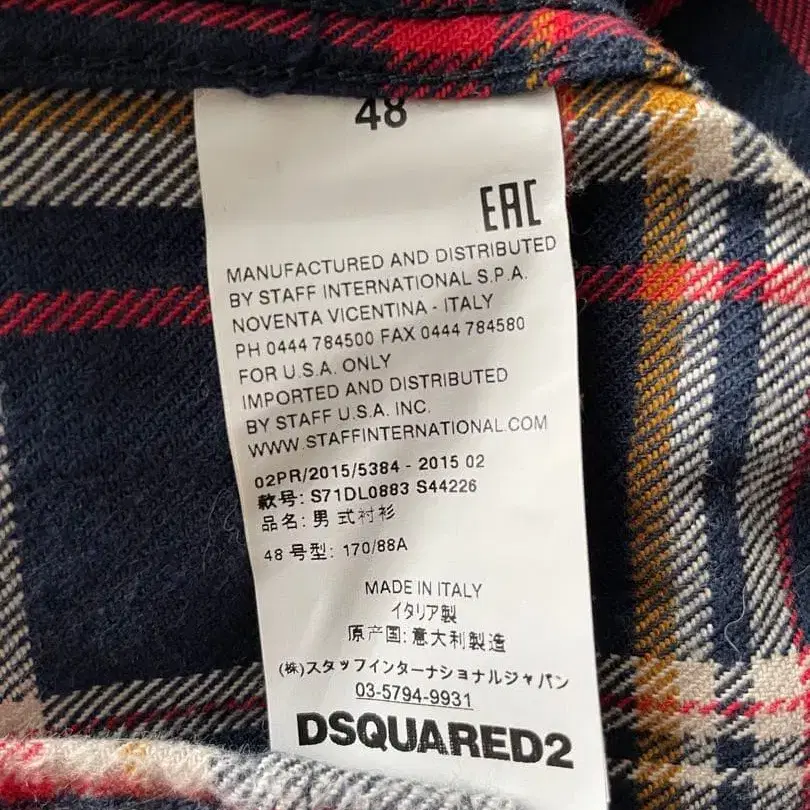 48
EAC
MANUFACTURED AND DISTRIBUTED
BY STAFF INTERNATIONAL S.P.A.
NOVENTA VICENTINA - ITALY
PH 0444 784500 FAX 0444 784580
FOR U.S.A. ONLY
IMPORTED AND DISTRIBUTED
BY STAFF U.S.A. INC.
WWW.STAFFINTERNATIONAL.COM
02PR/2015/5384 - 2015 02
款号: S71DL0883 S44226
品名: 男 式衬衫
48 号型: 170/88A
MADE IN ITALY
イタリア製
原产国: 意大利製造
(株)スタッフインターナショナルジャパン
03-5794-9931
DSQUARED2